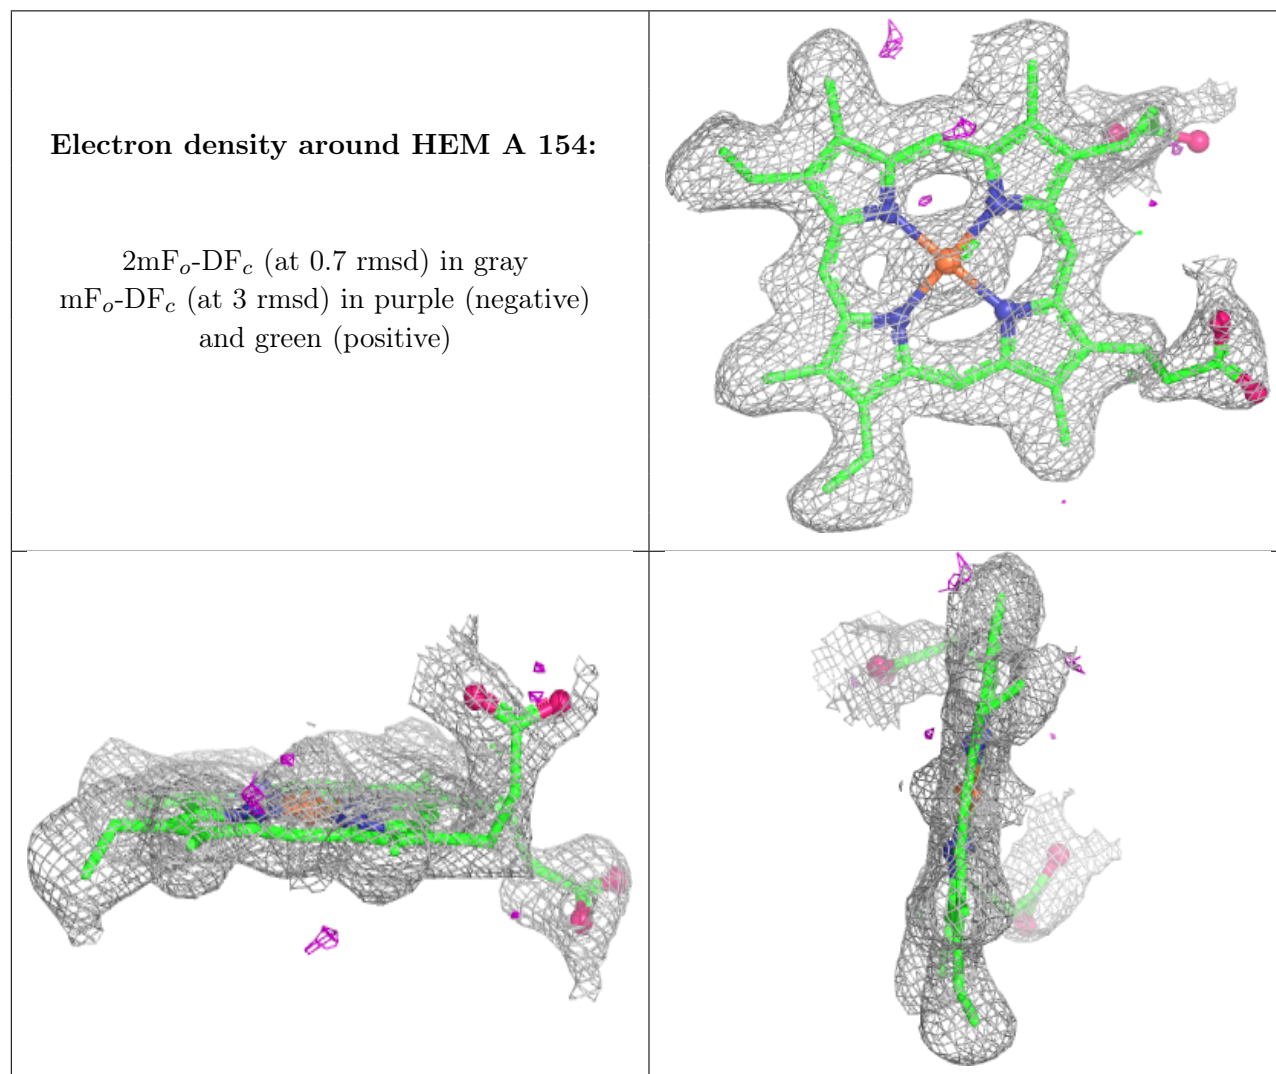 Electron density around HEM A 154:
2mFo-DFc (at 0.7 rmsd) in gray
mFo-DFc (at 3 rmsd) in purple (negative)
and green (positive)